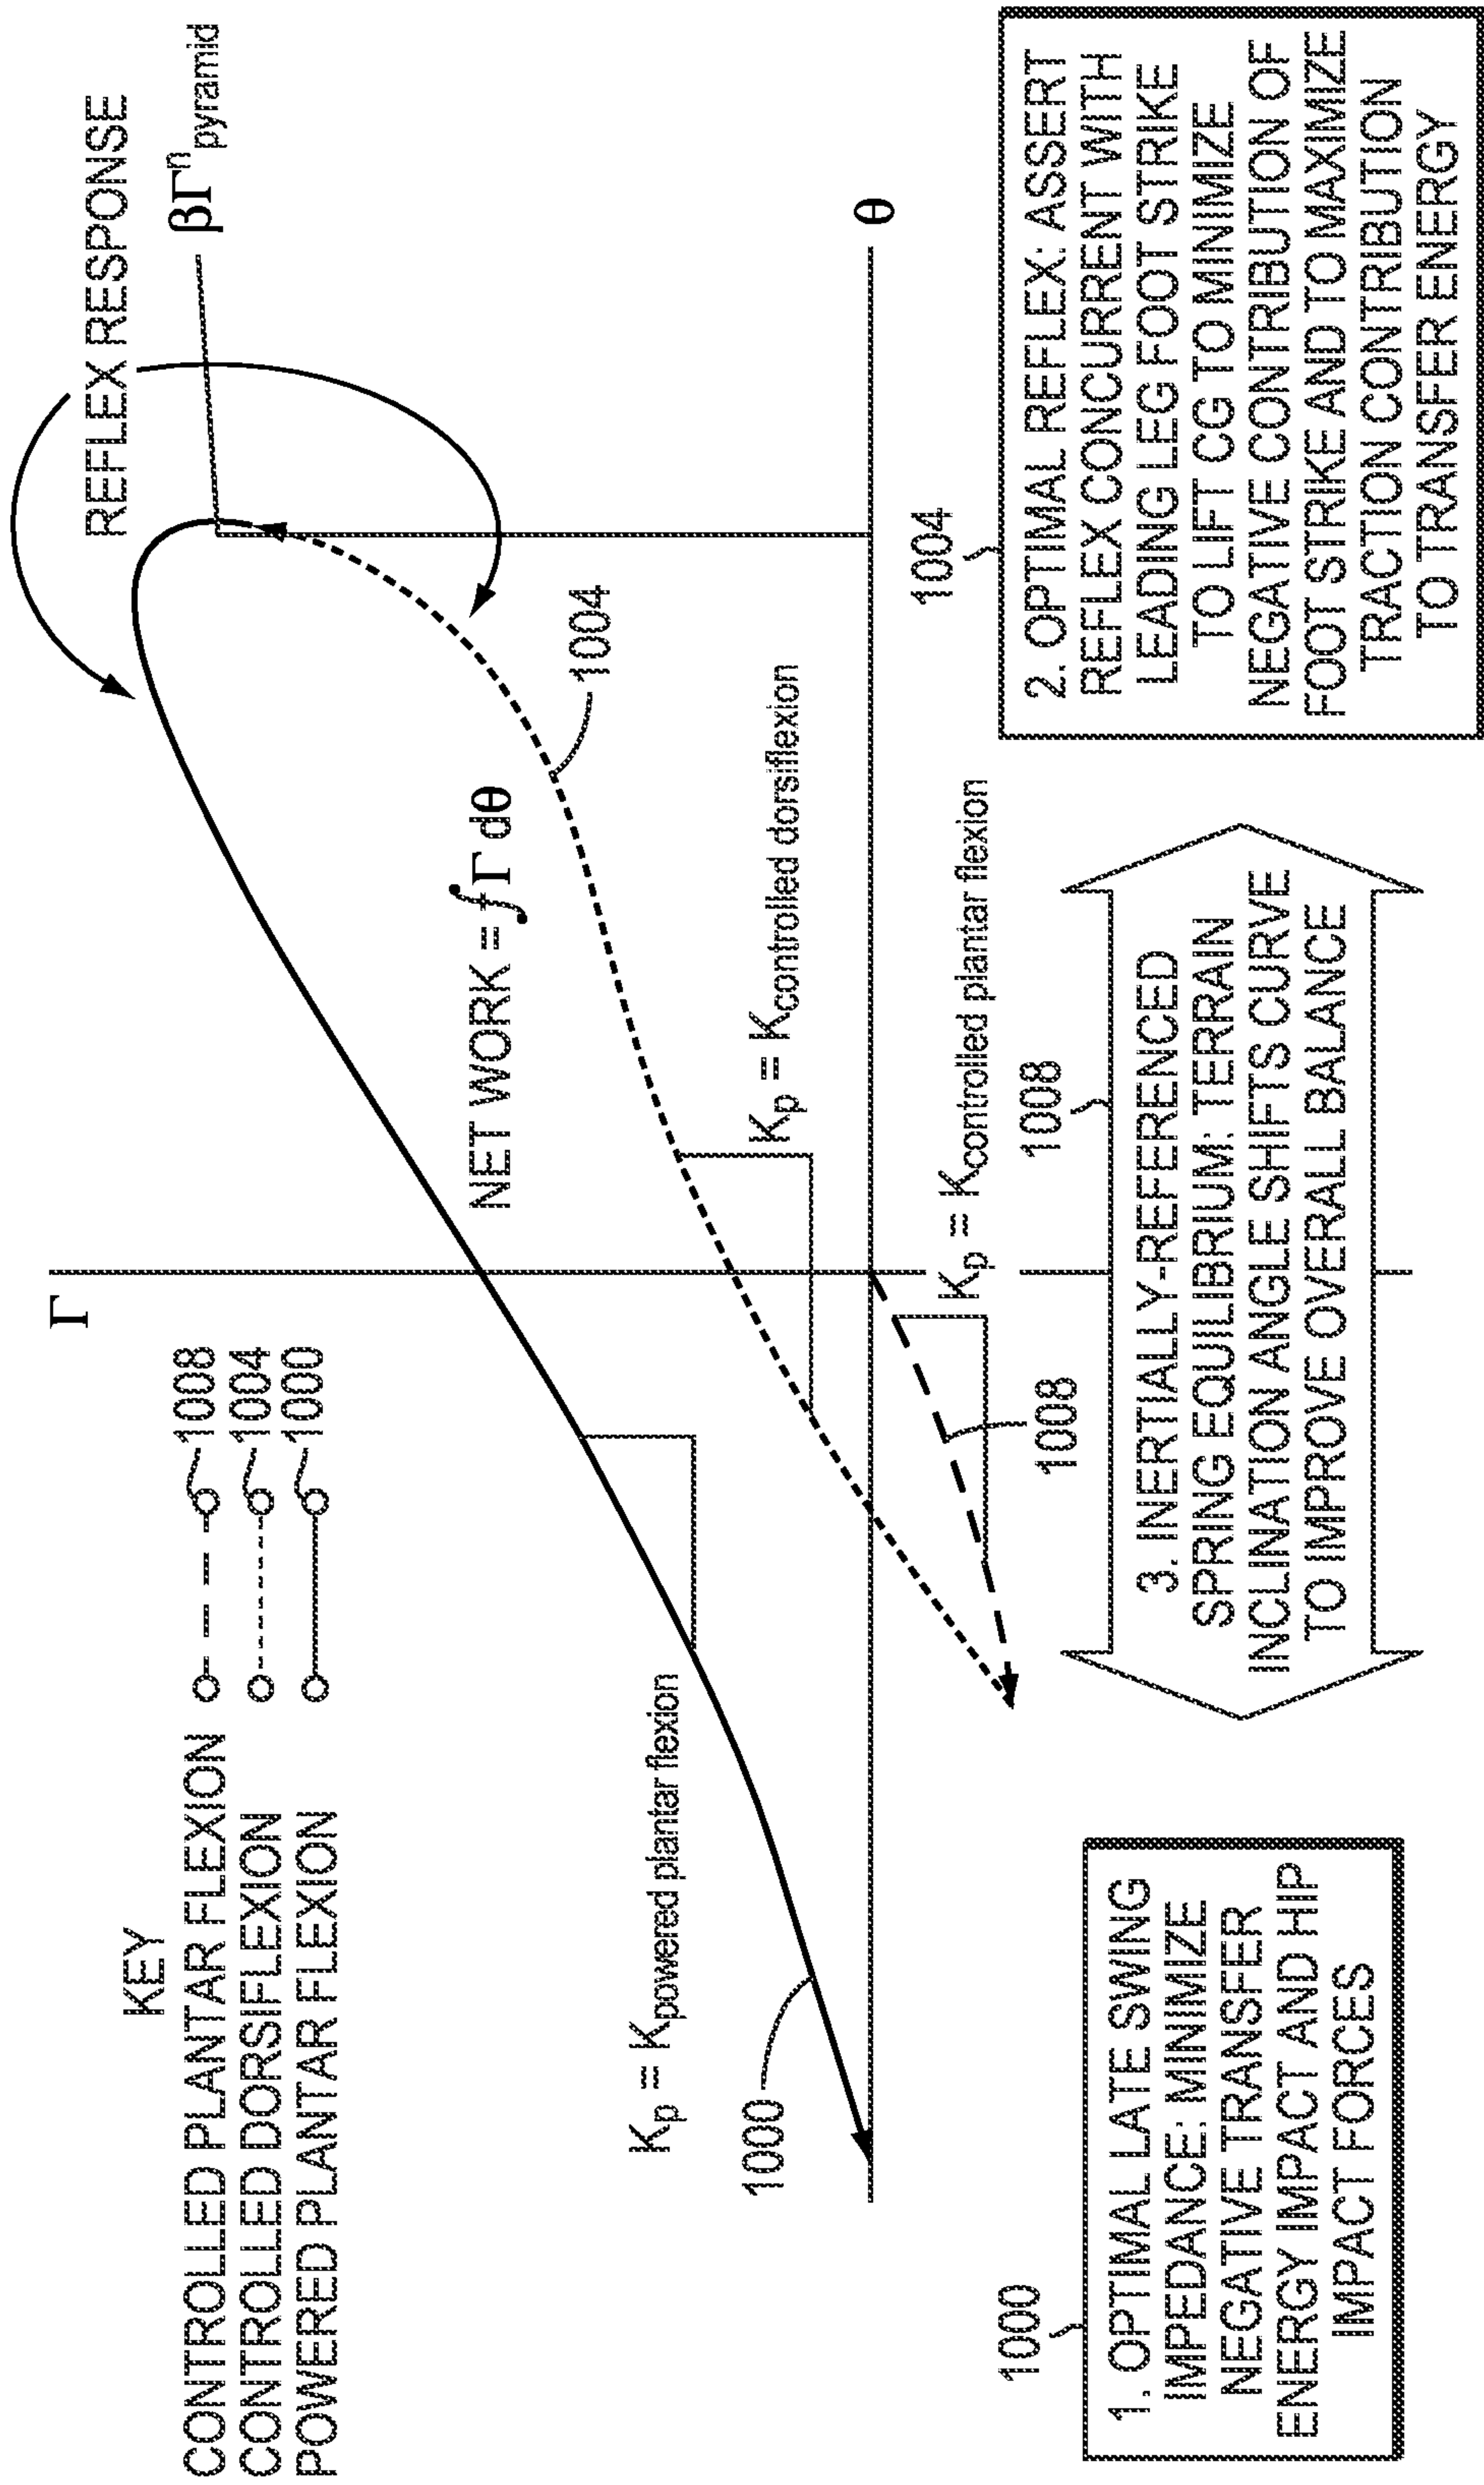 KEY
CONTROLLED PLANTAR FLEXION 1008
CONTROLLED DORSIFLEXION 1004
POWERED PLANTAR FLEXION 1000
Γ
REFLEX RESPONSE
βΓⁿpyramid
NET WORK = ∮Γ dθ
1004
Kp = Kpowered plantar flexion
Kp = Kcontrolled dorsiflexion
1000
θ
Kp = Kcontrolled plantar flexion
1008
1000
1. OPTIMAL LATE SWING
IMPEDANCE: MINIMIZE
NEGATIVE TRANSFER
ENERGY IMPACT AND HIP
IMPACT FORCES
1008
3. INERTIALLY-REFERENCED
SPRING EQUILIBRIUM: TERRAIN
INCLINATION ANGLE SHIFTS CURVE
TO IMPROVE OVERALL BALANCE
1004
2. OPTIMAL REFLEX: ASSERT
REFLEX CONCURRENT WITH
LEADING LEG FOOT STRIKE
TO LIFT CG TO MINIMIZE
NEGATIVE CONTRIBUTION OF
FOOT STRIKE AND TO MAXIMIZE
TRACTION CONTRIBUTION
TO TRANSFER ENERGY